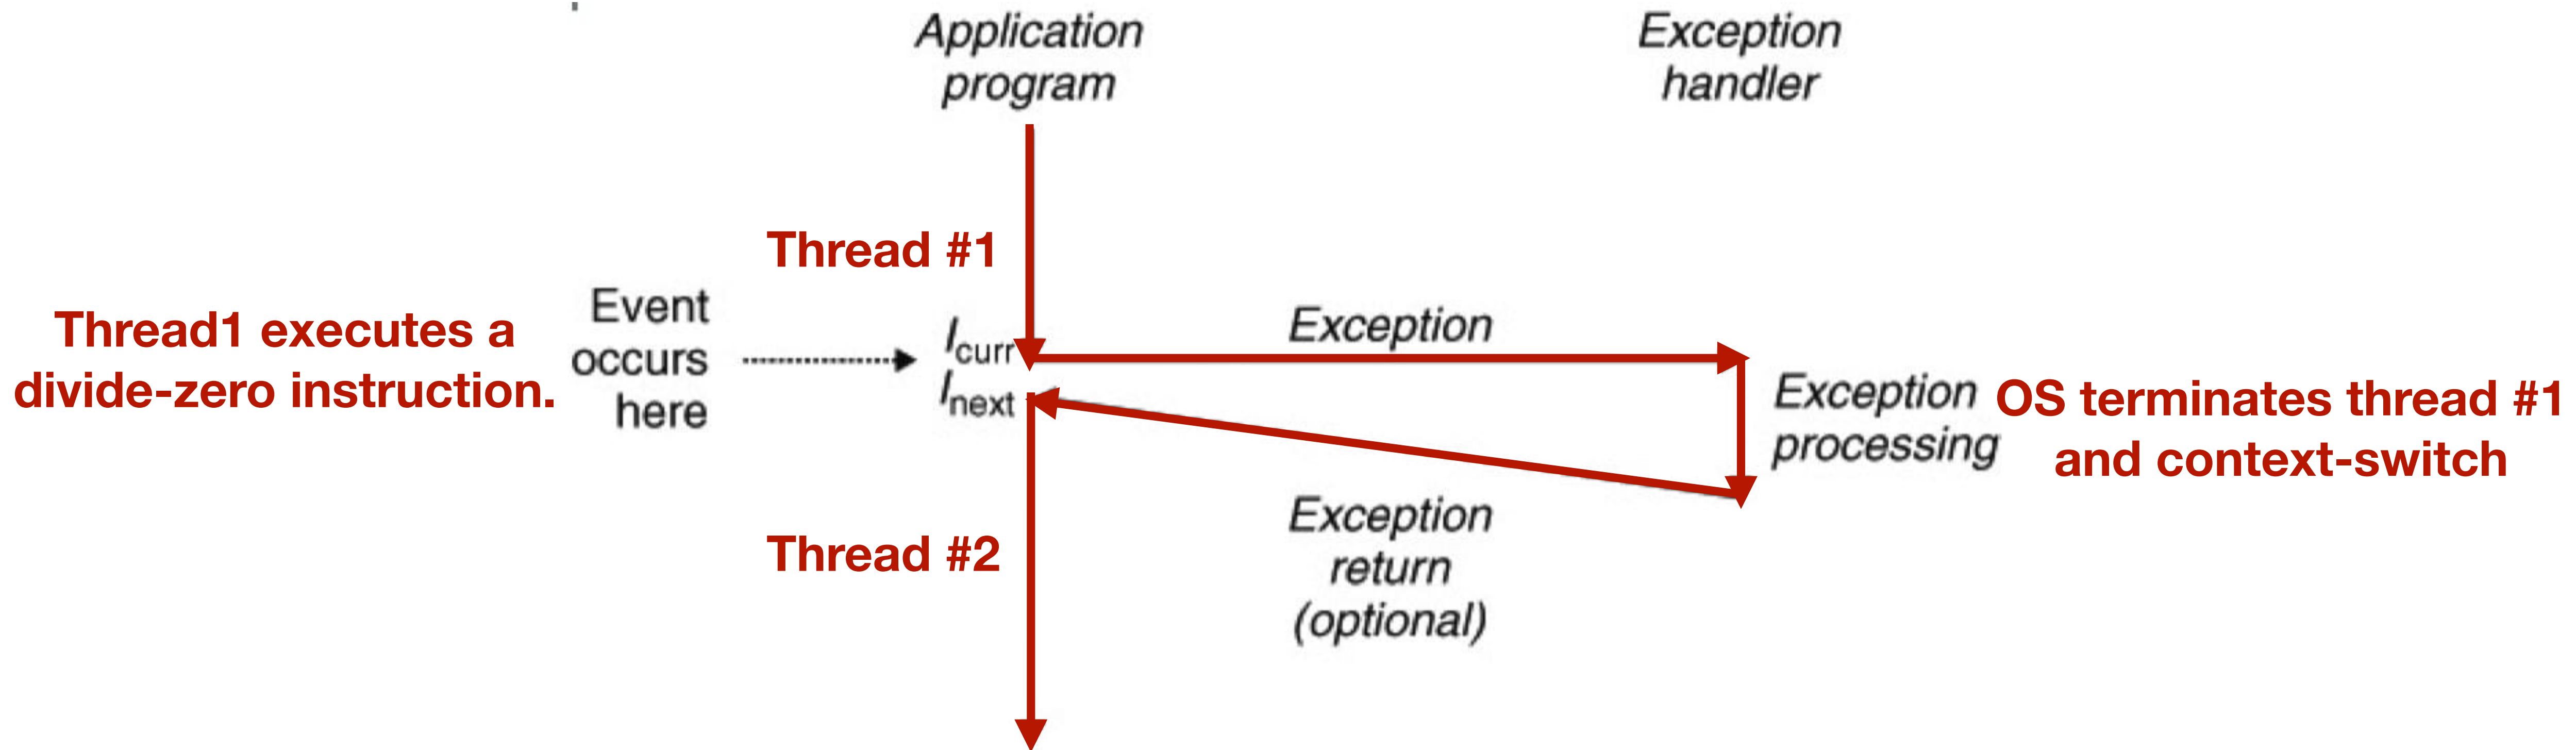 Application
program
Exception
handler
Thread #1
Thread1 executes a
divide-zero instruction.
Event
occurs
here
Icurr
Inext
Exception
Exception
processing
OS terminates thread #1
and context-switch
Thread #2
Exception
return
(optional)